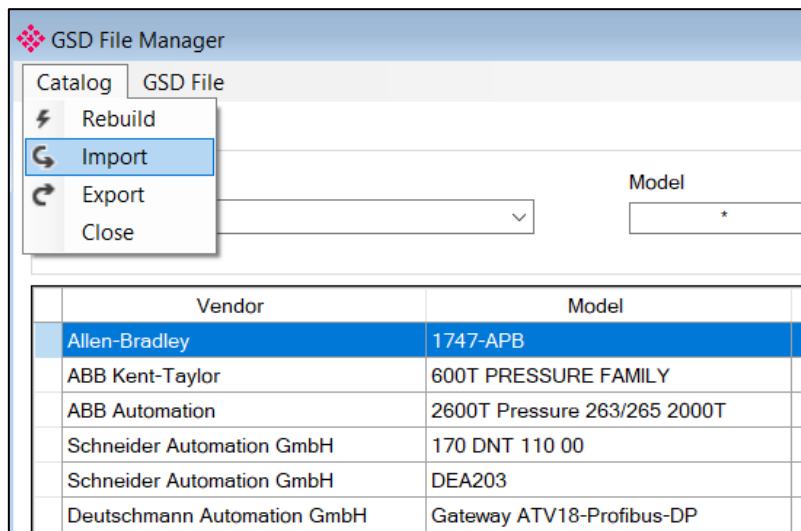 GSD File Manager
Catalog GSD File
Rebuild
Import
Export
Close
Model
*
Vendor Model
Allen-Bradley 1747-APB
ABB Kent-Taylor 600T PRESSURE FAMILY
ABB Automation 2600T Pressure 263/265 2000T
Schneider Automation GmbH 170 DNT 110 00
Schneider Automation GmbH DEA203
Deutschmann Automation GmbH Gateway ATV18-Profibus-DP